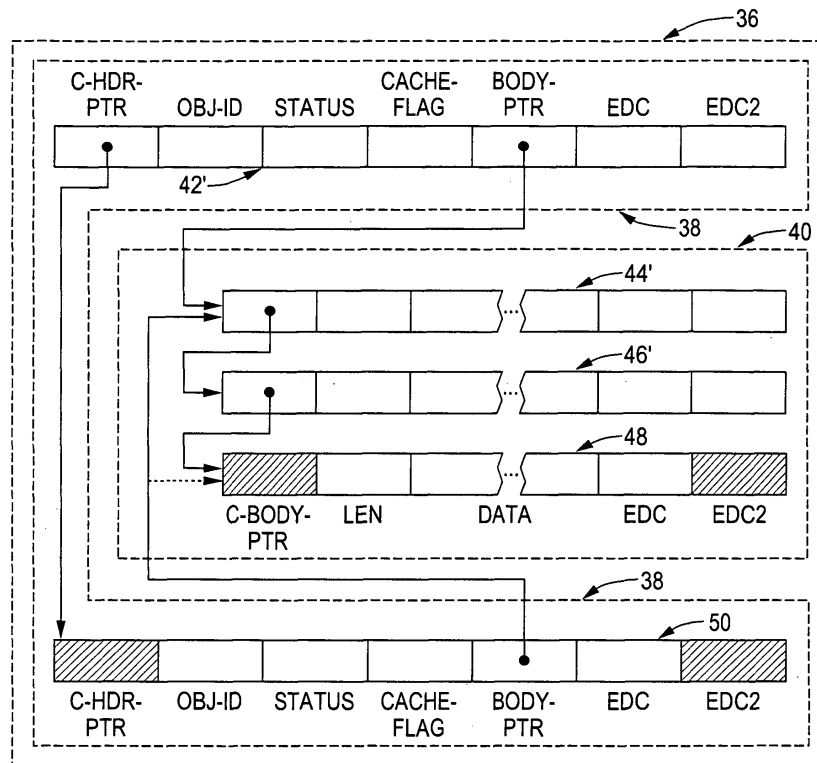 36
C-HDR-
PTR
OBJ-ID
STATUS
CACHE-
FLAG
BODY-
PTR
EDC
EDC2
42'
38
40
44'
...
46'
...
48
...
C-BODY-
PTR
LEN
DATA
EDC
EDC2
38
50
C-HDR-
PTR
OBJ-ID
STATUS
CACHE-
FLAG
BODY-
PTR
EDC
EDC2